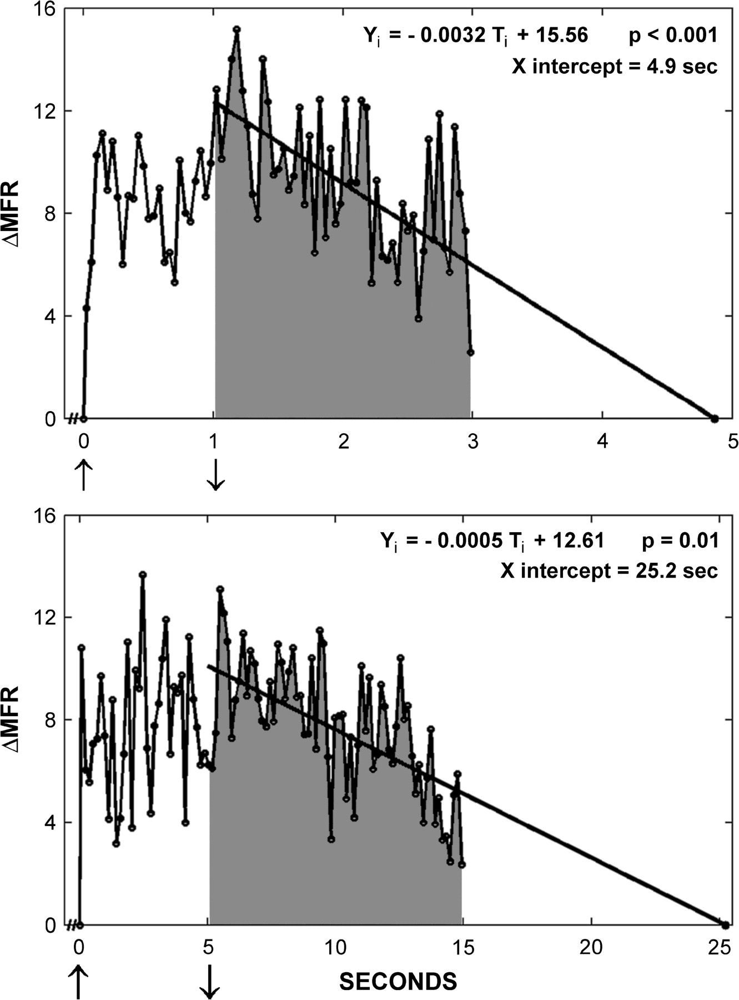 16
Yi = - 0.0032 Ti + 15.56 p < 0.001
X intercept = 4.9 sec
12
ΔMFR
8
4
0
0 1 2 3 4 5
16
Yi = - 0.0005 Ti + 12.61 p = 0.01
X intercept = 25.2 sec
12
ΔMFR
8
4
0
0 5 10 15 20 25
SECONDS